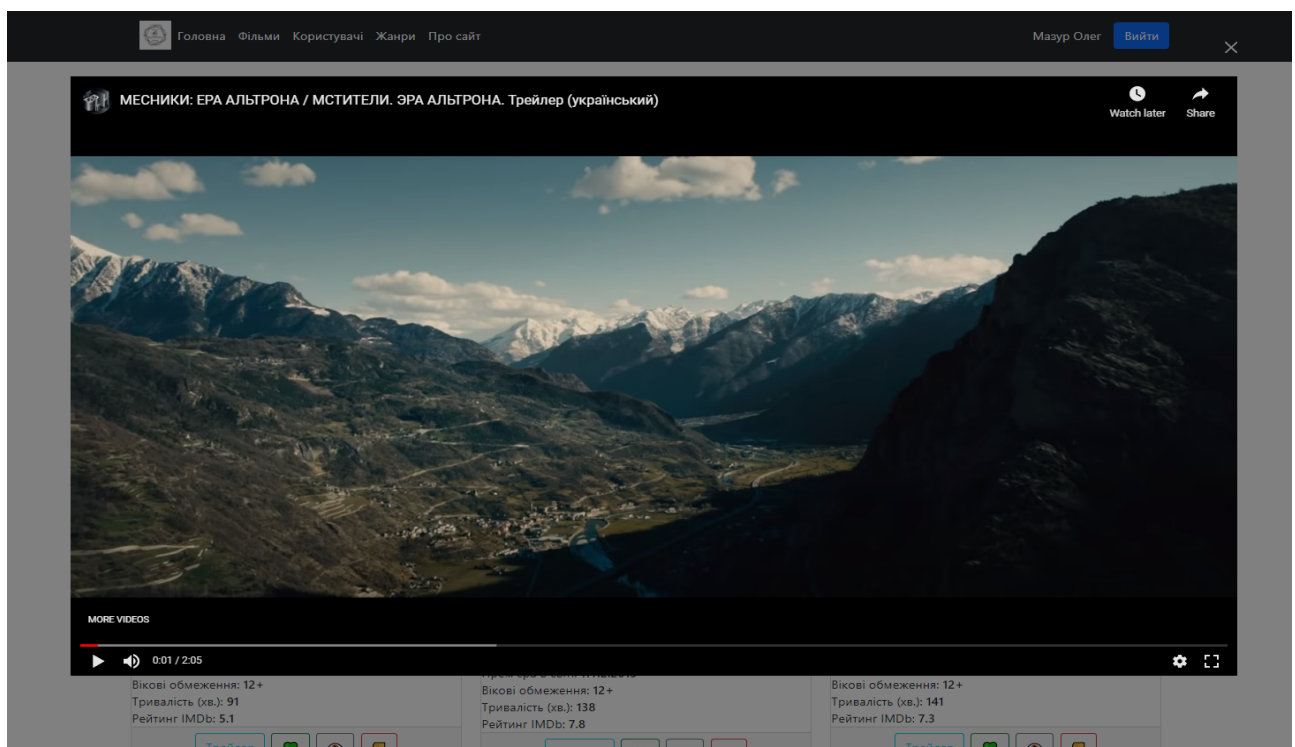 Головна Фільми Користувачі Жанри Про сайт Мазур Олег Вийти
МЕСНИКИ: ЕРА АЛЬТРОНА / МСТИТЕЛИ. ЭРА АЛЬТРОНА. Трейлер (український)
Watch later Share
MORE VIDEOS
0:01 / 2:05
Вікові обмеження: 12+
Тривалість (хв.): 91
Рейтинг IMDb: 5.1
Вікові обмеження: 12+
Тривалість (хв.): 138
Рейтинг IMDb: 7.8
Вікові обмеження: 12+
Тривалість (хв.): 141
Рейтинг IMDb: 7.3